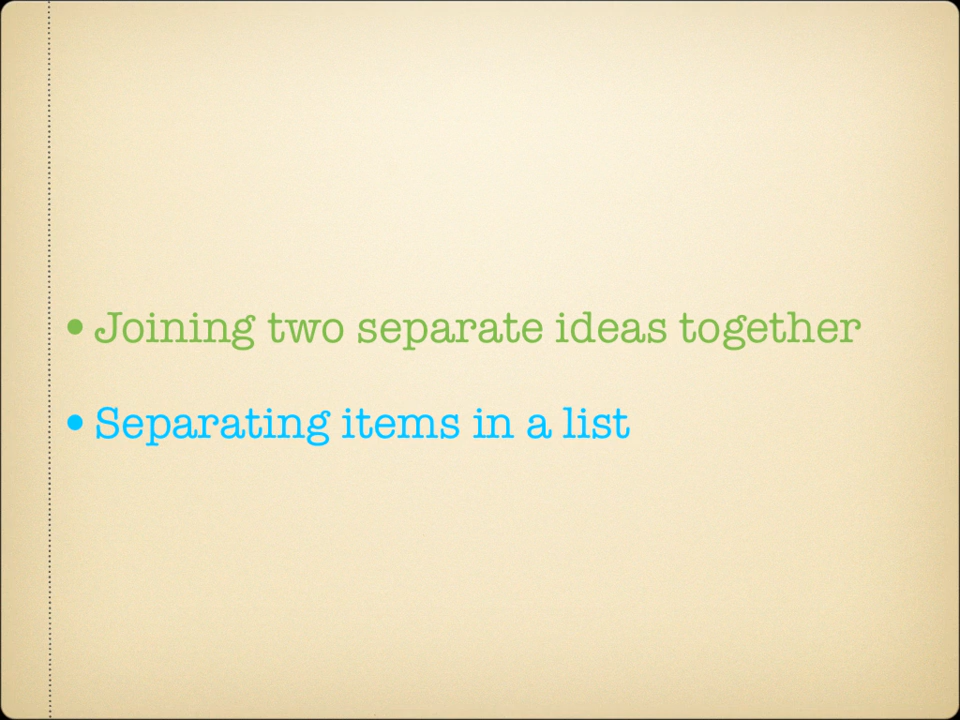 • Joining two separate ideas together
• Separating items in a list